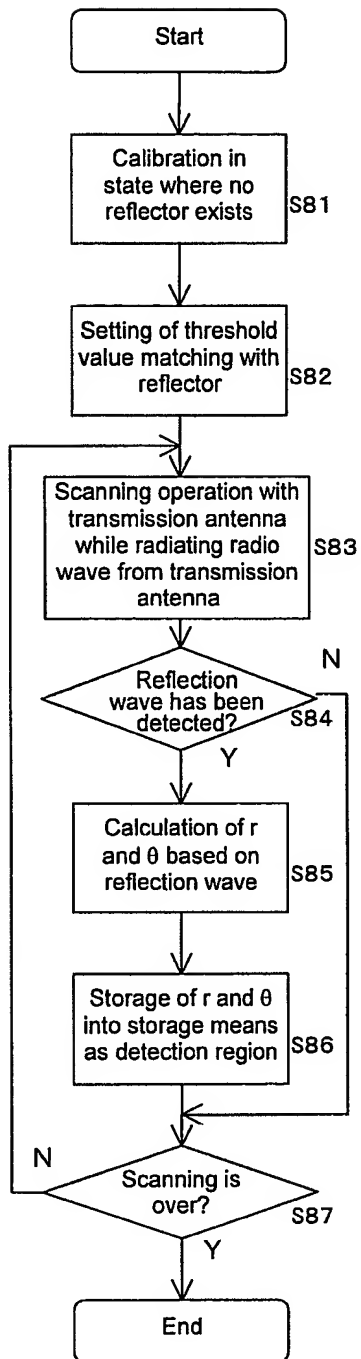 Start
Calibration in
state where no
reflector exists
S81
Setting of threshold
value matching with
reflector
S82
Scanning operation with
transmission antenna
while radiating radio
wave from transmission
antenna
S83
N
Reflection
wave has been
detected?
S84
Y
Calculation of r
and θ based on
reflection wave
S85
Storage of r and θ
into storage means
as detection region
S86
N
Scanning is
over?
S87
Y
End